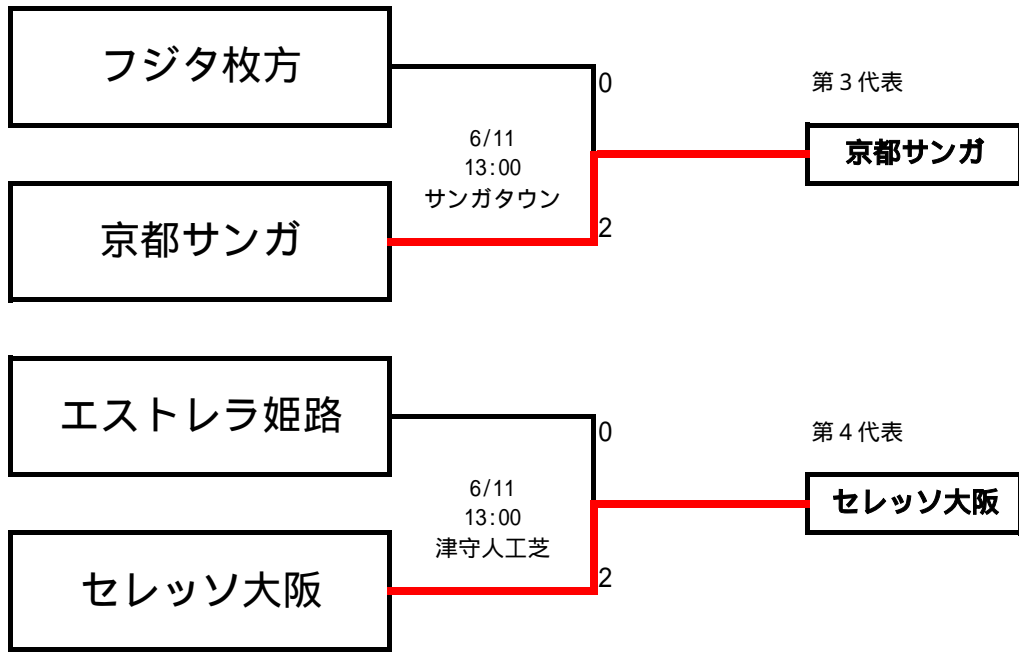 フジタ枚方
0
第3代表
6/11
13:00
サンガタウン
京都サンガ
京都サンガ
2
エストレラ姫路
0
第4代表
6/11
13:00
津守人工芝
セレッソ大阪
セレッソ大阪
2